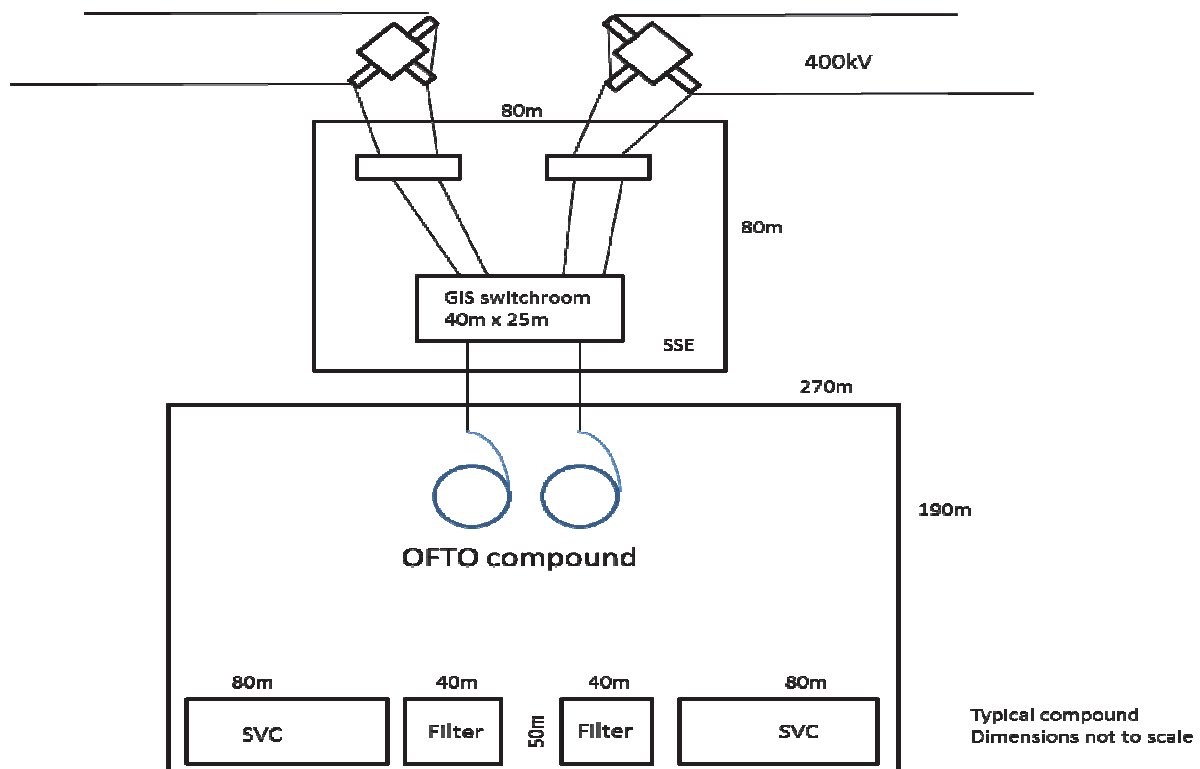 400kV
80m
80m
GIS switchroom
40m x 25m
SSE
270m
190m
OFTO compound
80m
40m
40m
80m
SVC
Filter
50m
Filter
SVC
Typical compound
Dimensions not to scale